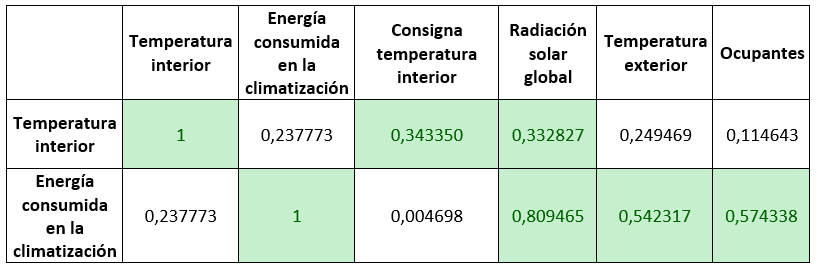 Temperatura interior
Energía consumida en la climatización
Consigna temperatura interior
Radiación solar global
Temperatura exterior
Ocupantes
Temperatura interior
1
0,237773
0,343350
0,332827
0,249469
0,114643
Energía consumida en la climatización
0,237773
1
0,004698
0,809465
0,542317
0,574338